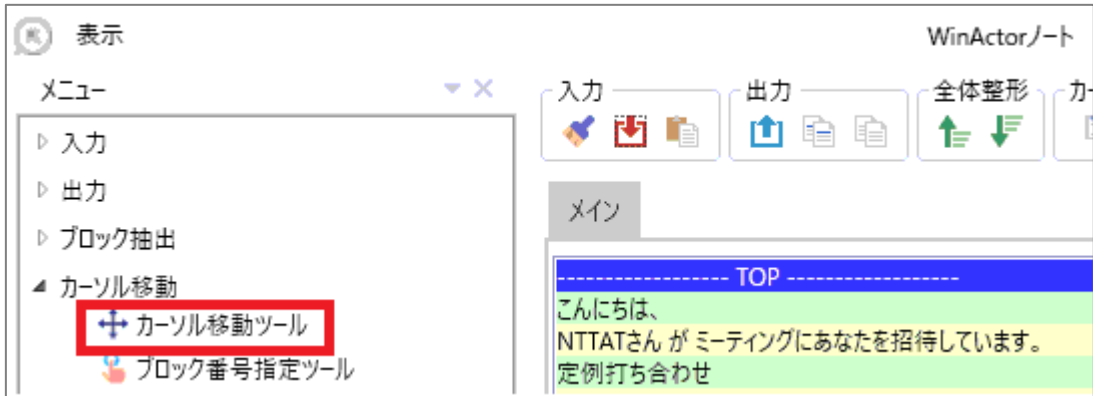 表示
WinActorノート
メニュー
入力
出力
ブロック抽出
カーソル移動
カーソル移動ツール
ブロック番号指定ツール
入力
出力
全体整形
カー
メイン
------------------ TOP ------------------
こんにちは、
NTTATさん が ミーティングにあなたを招待しています。
定例打ち合わせ